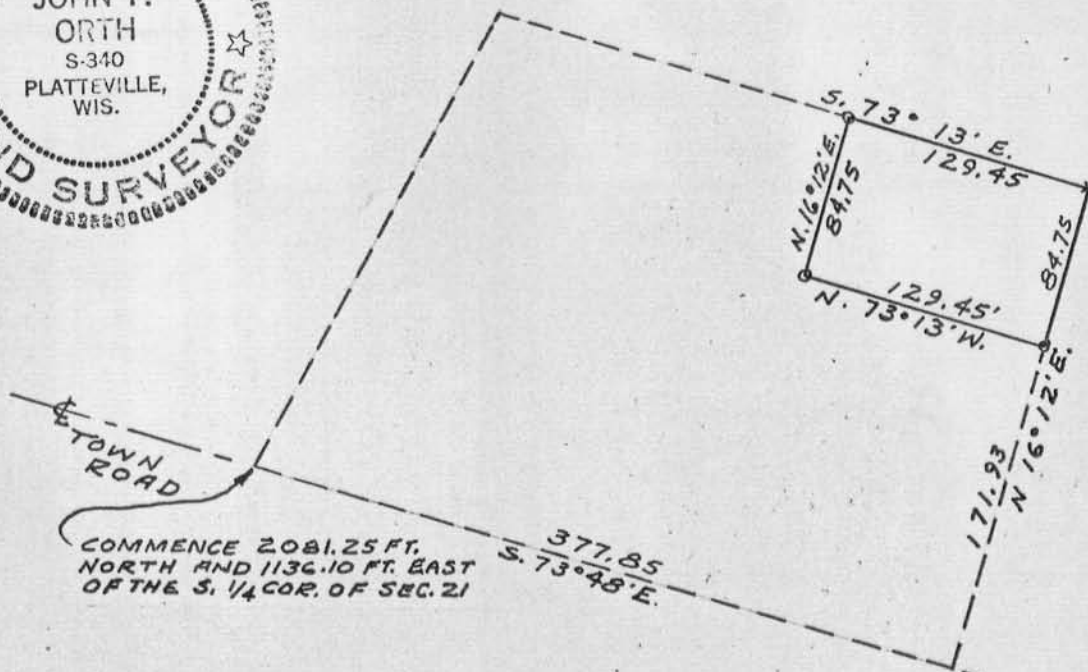 JOHN P.
ORTH
S-340
PLATTEVILLE,
WIS.
SURVEYOR
S. 73° 13' E.
129.45
N. 16° 12' E.
84.75
84.75
129.45'
N. 73° 13' W.
171.93
N 16° 12' E.
℄ TOWN
ROAD
377.85
S. 73° 48' E.
COMMENCE 2081.25 FT.
NORTH AND 1136.10 FT. EAST
OF THE S. 1/4 COR. OF SEC. 21